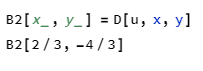 B2[x_, y_] = D[u, x, y]
B2[2/3, -4/3]